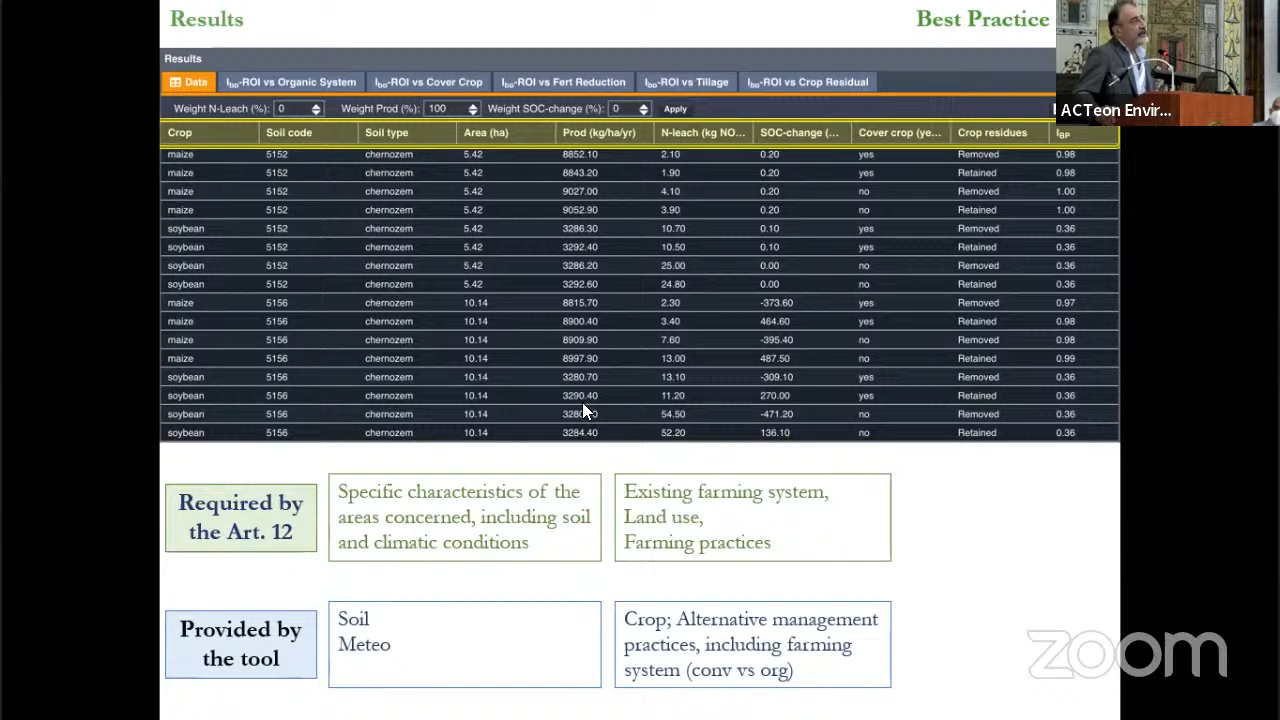 Results
Best Practice
ACTeon Envir...
Results
Data
I_bp-ROI vs Organic System
I_bp-ROI vs Cover Crop
I_bp-ROI vs Fert Reduction
I_bp-ROI vs Tillage
I_bp-ROI vs Crop Residual
Weight N-Leach (%): 0 Weight Prod (%): 100 Weight SOC-change (%): 0 Apply
Crop Soil code Soil type Area (ha) Prod (kg/ha/yr) N-leach (kg NO... SOC-change (... Cover crop (ye... Crop residues I_BP
maize 5152 chernozem 5.42 8852.10 2.10 0.20 yes Removed 0.98
maize 5152 chernozem 5.42 8843.20 1.90 0.20 yes Retained 0.98
maize 5152 chernozem 5.42 9027.00 4.10 0.20 no Removed 1.00
maize 5152 chernozem 5.42 9052.90 3.90 0.20 no Retained 1.00
soybean 5152 chernozem 5.42 3286.30 10.70 0.10 yes Removed 0.36
soybean 5152 chernozem 5.42 3292.40 10.50 0.10 yes Retained 0.36
soybean 5152 chernozem 5.42 3286.20 25.00 0.00 no Removed 0.36
soybean 5152 chernozem 5.42 3292.60 24.80 0.00 no Retained 0.36
maize 5156 chernozem 10.14 8815.70 2.30 -373.60 yes Removed 0.97
maize 5156 chernozem 10.14 8900.40 3.40 464.60 yes Retained 0.98
maize 5156 chernozem 10.14 8909.90 7.60 -395.40 no Removed 0.98
maize 5156 chernozem 10.14 8997.90 13.00 487.50 no Retained 0.99
soybean 5156 chernozem 10.14 3280.70 13.10 -309.10 yes Removed 0.36
soybean 5156 chernozem 10.14 3290.40 11.20 270.00 yes Retained 0.36
soybean 5156 chernozem 10.14 54.50 -471.20 no Removed 0.36
soybean 5156 chernozem 10.14 3284.40 52.20 136.10 no Retained 0.36
Required by
the Art. 12
Specific characteristics of the
areas concerned, including soil
and climatic conditions
Existing farming system,
Land use,
Farming practices
Provided by
the tool
Soil
Meteo
Crop; Alternative management
practices, including farming
system (conv vs org)
zoom